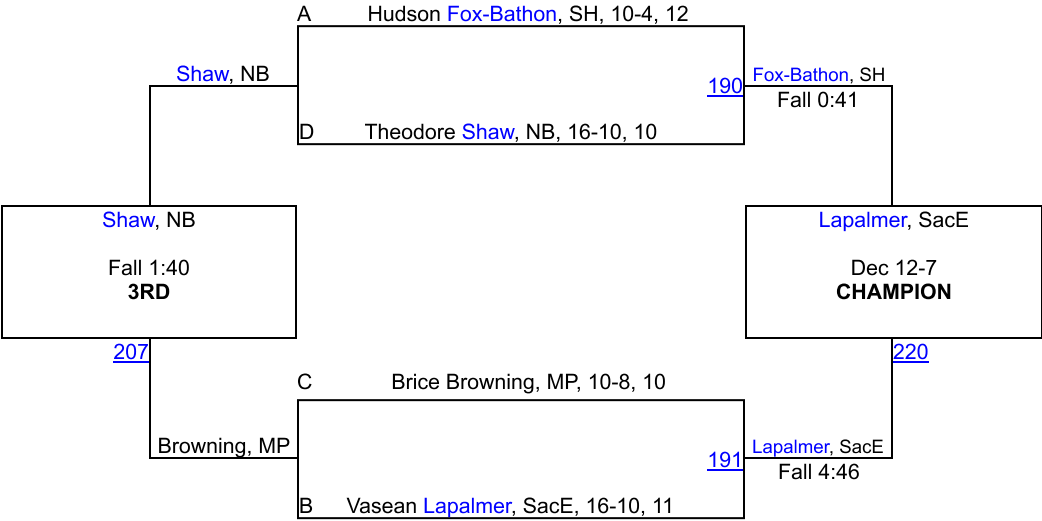 A Hudson Fox-Bathon, SH, 10-4, 12
Shaw, NB
190
Fox-Bathon, SH
Fall 0:41
D Theodore Shaw, NB, 16-10, 10
Shaw, NB
Fall 1:40
3RD
207
Lapalmer, SacE
Dec 12-7
CHAMPION
220
C Brice Browning, MP, 10-8, 10
Browning, MP
191
Lapalmer, SacE
Fall 4:46
B Vasean Lapalmer, SacE, 16-10, 11